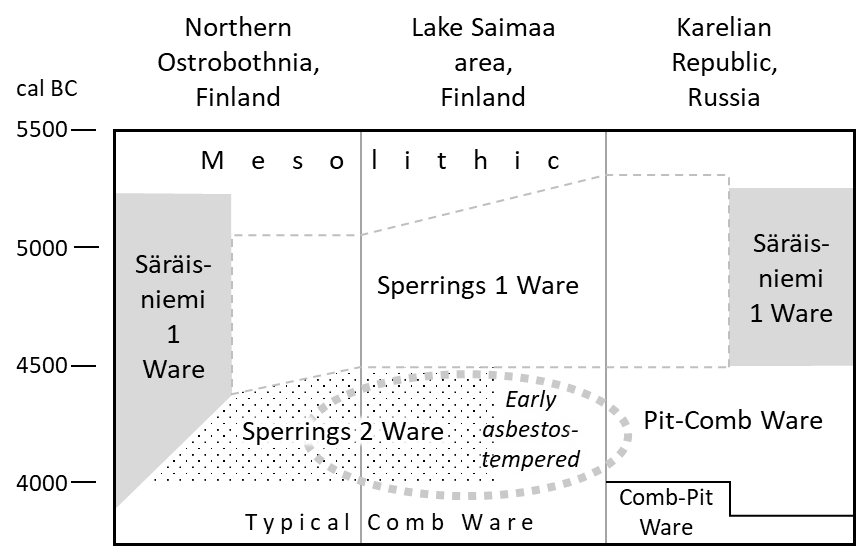 Northern
Ostrobothnia,
Finland
Lake Saimaa
area,
Finland
Karelian
Republic,
Russia
cal BC
5500
Mesolithic
5000
Säräis-
niemi
1
Ware
Sperrings 1 Ware
Säräis-
niemi
1 Ware
4500
Sperrings 2 Ware
Early
asbestos-
tempered
Pit-Comb Ware
4000
Comb-Pit
Ware
Typical Comb Ware